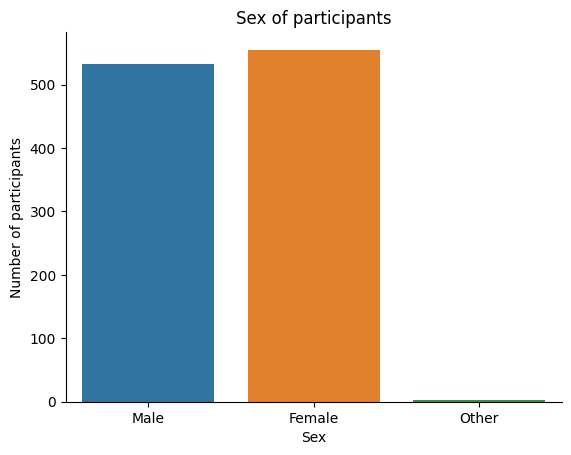 Sex of participants
Number of participants
500
400
300
200
100
0
Male Female Other
Sex